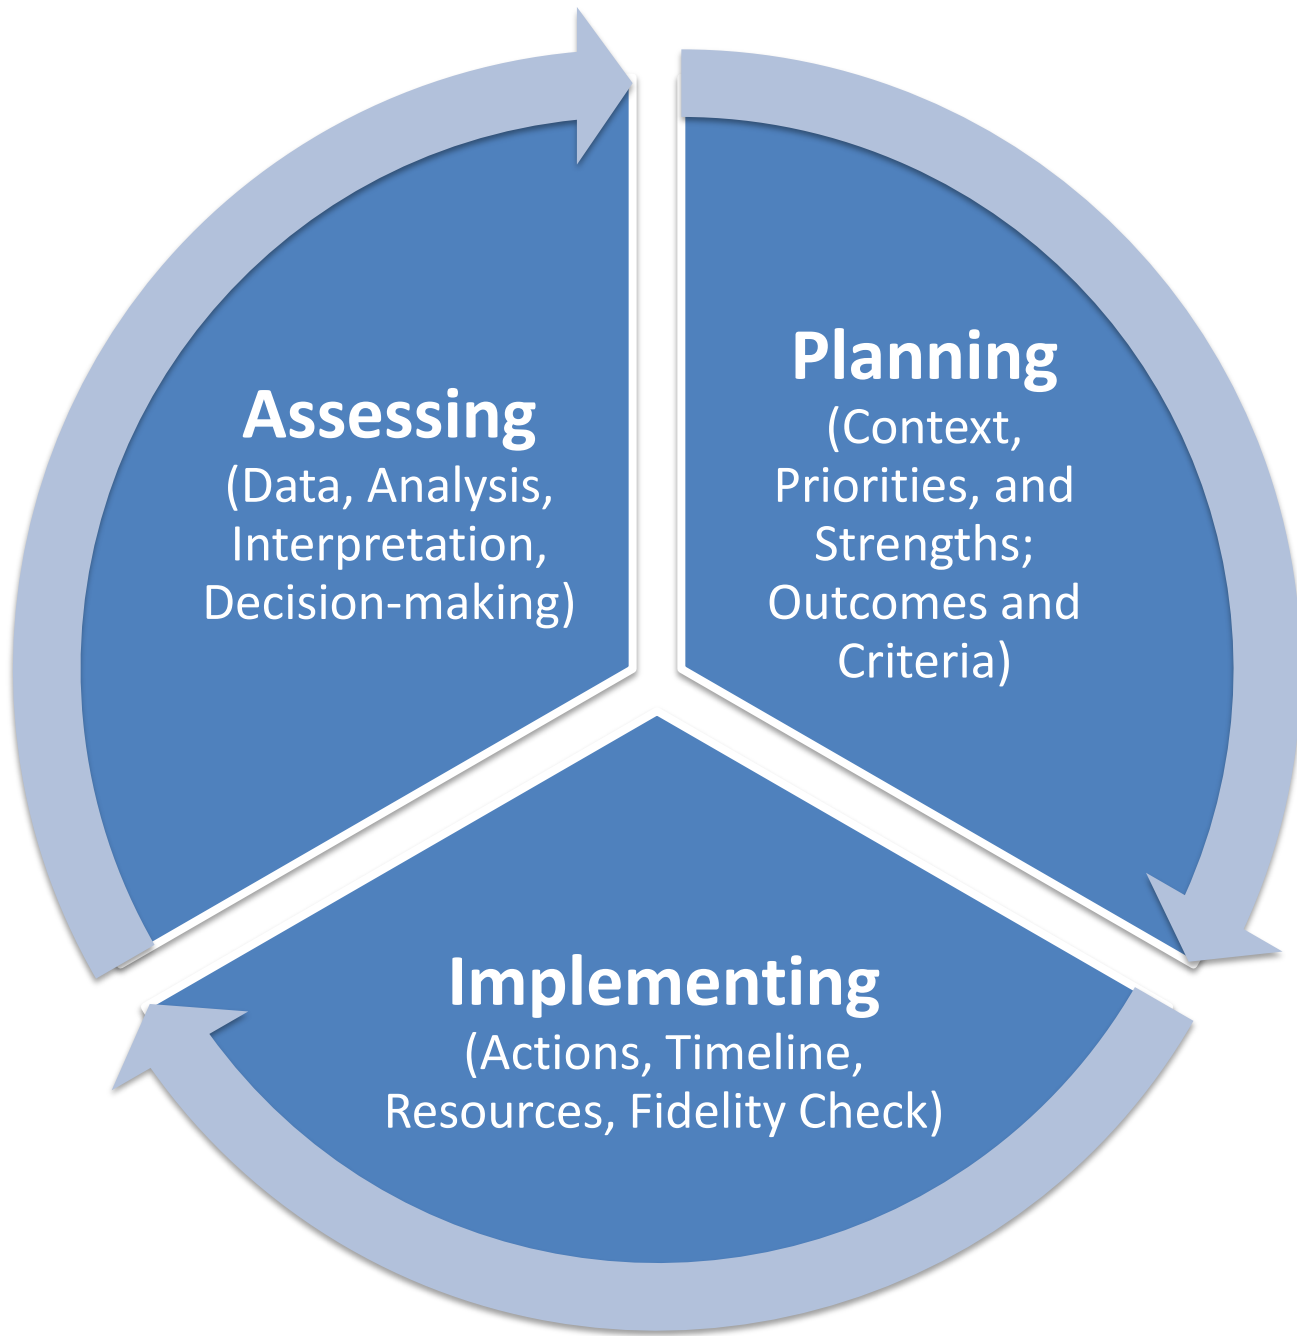 Assessing
(Data, Analysis,
Interpretation,
Decision-making)
Planning
(Context,
Priorities, and
Strengths;
Outcomes and
Criteria)
Implementing
(Actions, Timeline,
Resources, Fidelity Check)